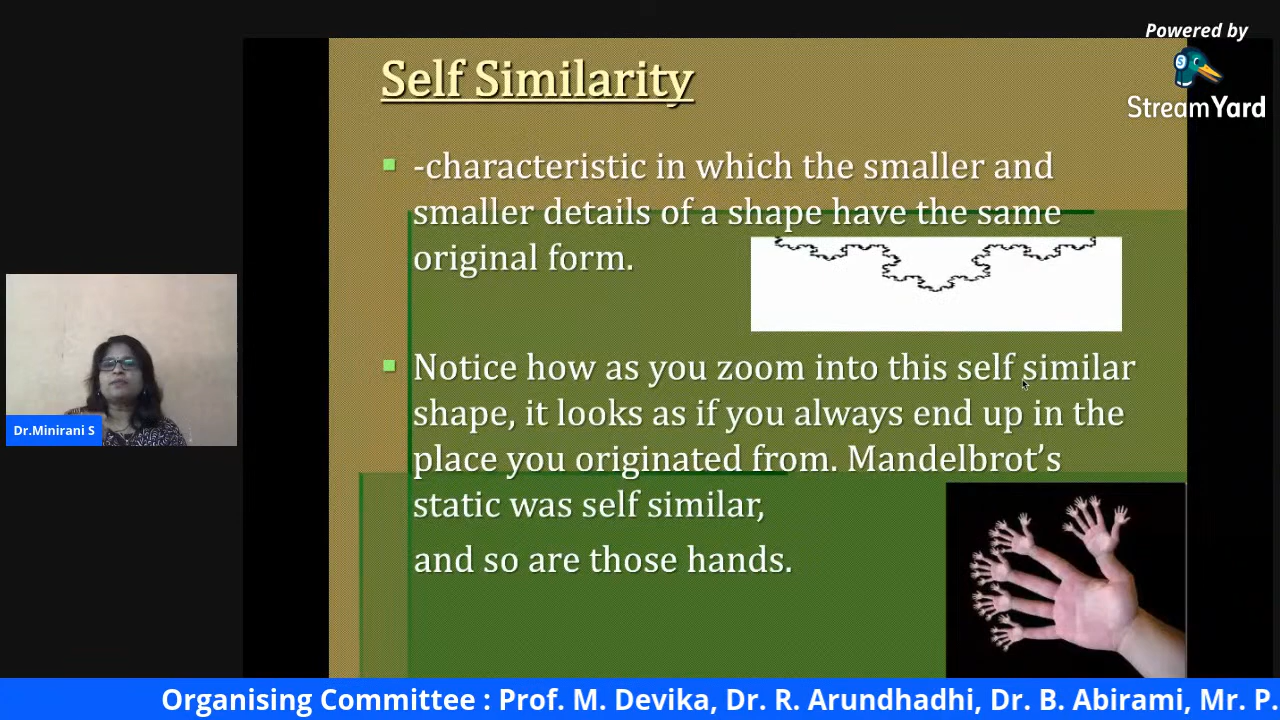 Powered by
StreamYard
Self Similarity
-characteristic in which the smaller and
smaller details of a shape have the same
original form.
Notice how as you zoom into this self similar
shape, it looks as if you always end up in the
place you originated from. Mandelbrot’s
static was self similar,
and so are those hands.
Dr.Minirani S
Organising Committee : Prof. M. Devika, Dr. R. Arundhadhi, Dr. B. Abirami, Mr. P.